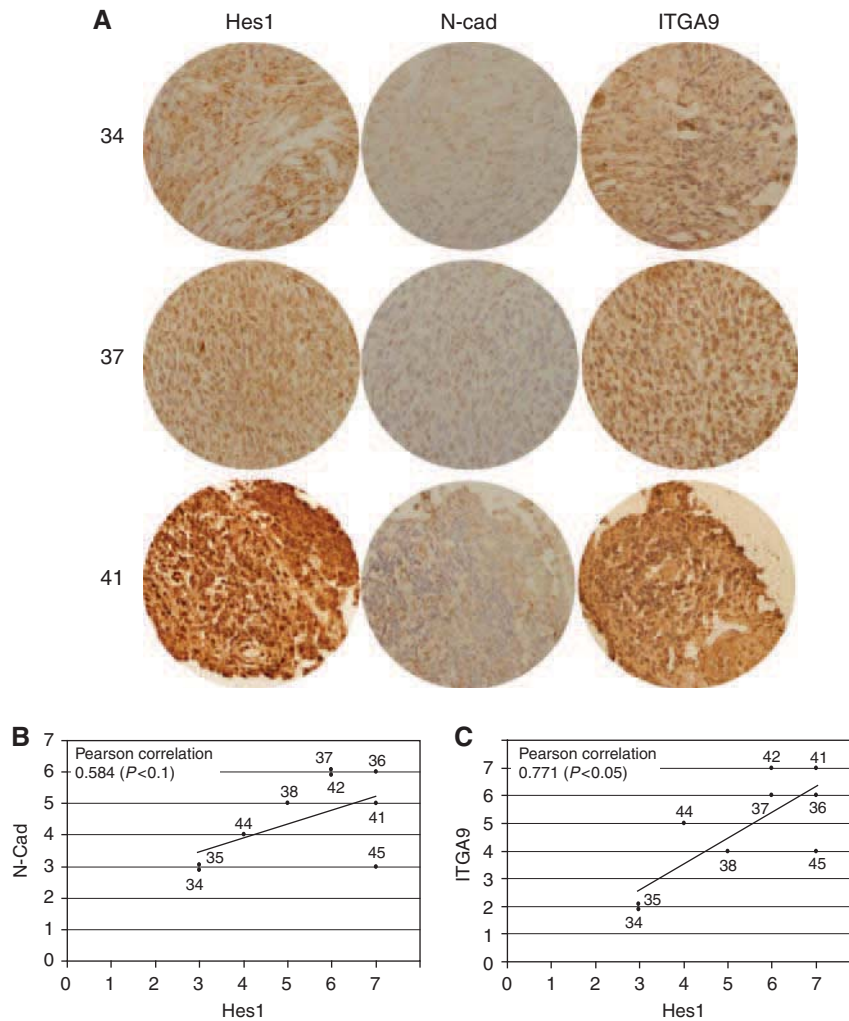 A
Hes1 N-cad ITGA9
34
37
41
B
Pearson correlation
0.584 (P<0.1)
N-Cad
7
6
5
4
3
2
1
0
37 36
42
38
41
44
35
45
34
0 1 2 3 4 5 6 7
Hes1
C
Pearson correlation
0.771 (P<0.05)
ITGA9
7
6
5
4
3
2
1
0
42 41
44
37 36
38 45
35
34
0 1 2 3 4 5 6 7
Hes1